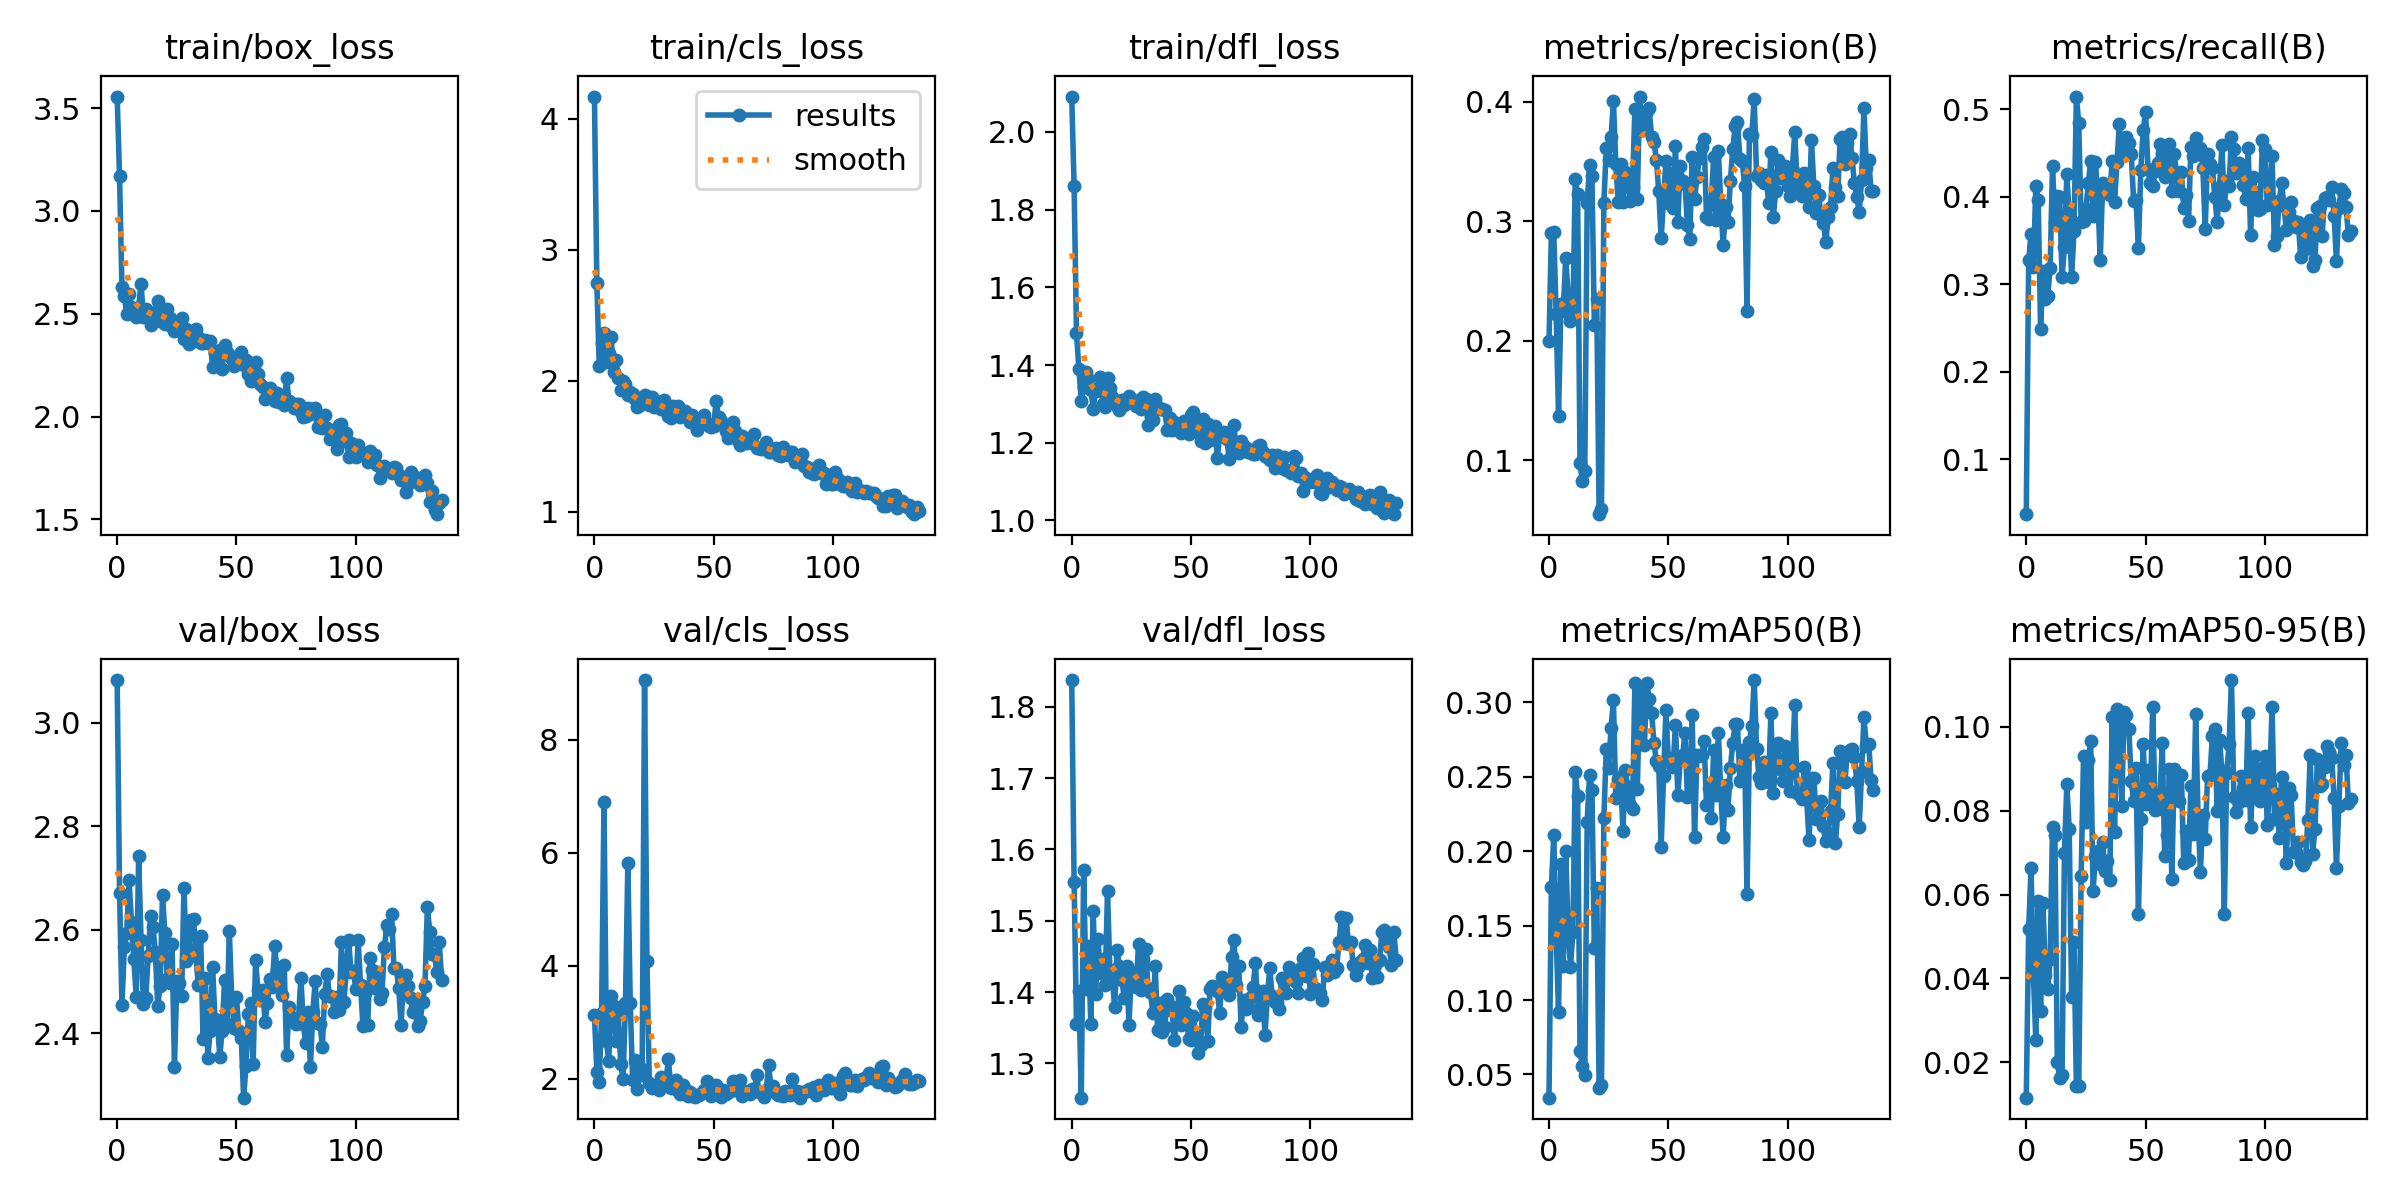 train/box_loss
train/cls_loss
train/dfl_loss
metrics/precision(B)
metrics/recall(B)
3.5
3.0
2.5
2.0
1.5
0 50 100
results
smooth
4
3
2
1
0 50 100
2.0
1.8
1.6
1.4
1.2
1.0
0 50 100
0.4
0.3
0.2
0.1
0 50 100
0.5
0.4
0.3
0.2
0.1
0 50 100
val/box_loss
val/cls_loss
val/dfl_loss
metrics/mAP50(B)
metrics/mAP50-95(B)
3.0
2.8
2.6
2.4
0 50 100
8
6
4
2
0 50 100
1.8
1.7
1.6
1.5
1.4
1.3
0 50 100
0.30
0.25
0.20
0.15
0.10
0.05
0 50 100
0.10
0.08
0.06
0.04
0.02
0 50 100